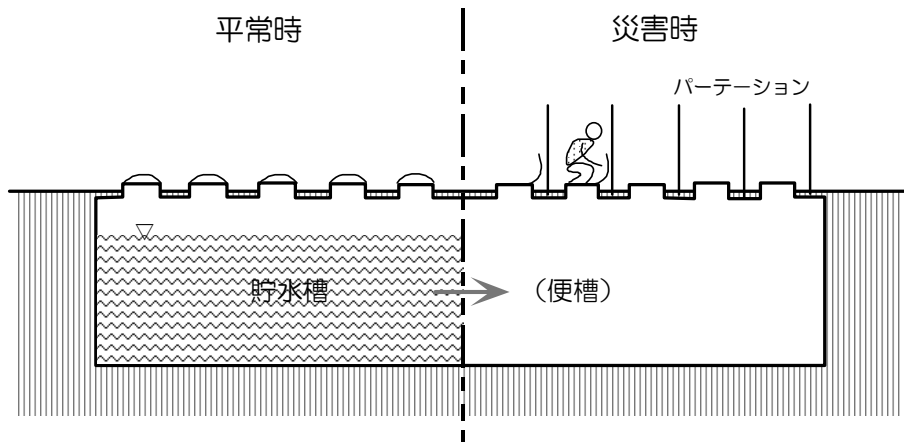 平常時
災害時
パーテーション
貯水槽
（便槽）